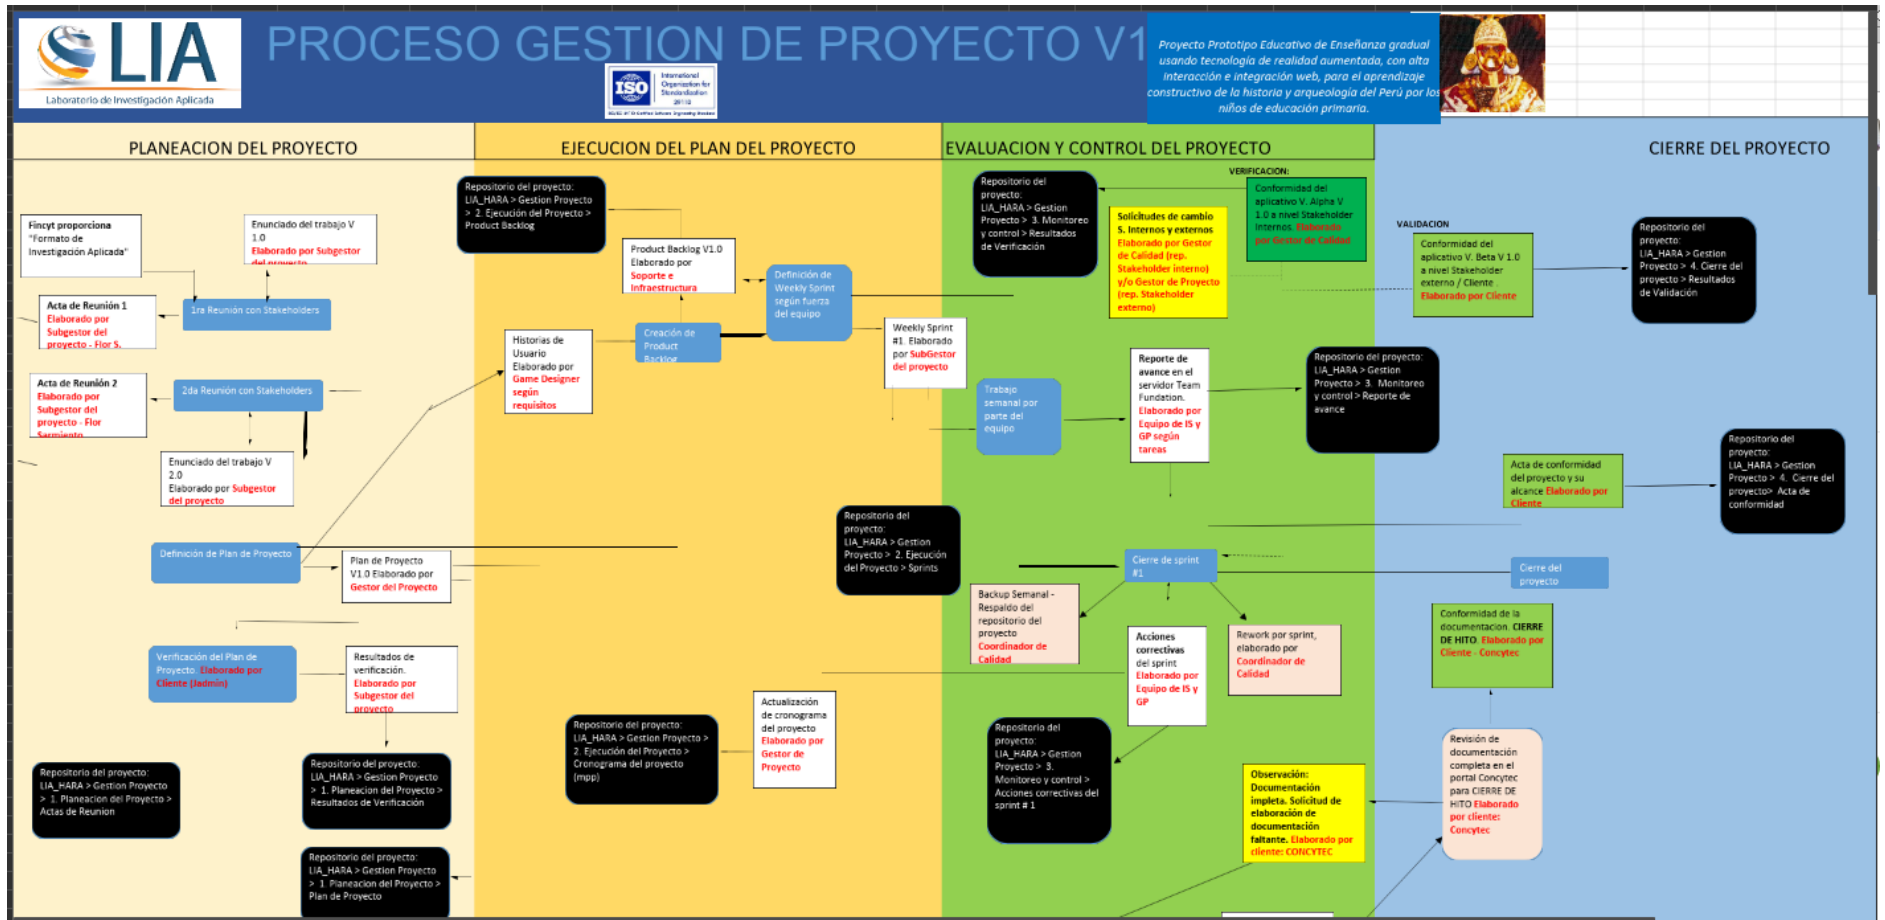 LIA
Laboratorio de Investigación Aplicada
PROCESO GESTION DE PROYECTO V1
ISO
International
Organization for
Standardization
29110
Proyecto Prototipo Educativo de Enseñanza gradual
usando tecnología de realidad aumentada, con alta
interacción e integración web, para el aprendizaje
constructivo de la historia y arqueología del Perú por los
niños de educación primaria.
PLANEACION DEL PROYECTO
Fincyt proporciona
"Formato de
Investigación Aplicada"
Enunciado del trabajo V
1.0
Elaborado por Subgestor
del proyecto
Acta de Reunión 1
Elaborado por
Subgestor del
proyecto - Flor S.
1ra Reunión con Stakeholders
Acta de Reunión 2
Elaborado por
Subgestor del
proyecto - Flor
Sarmiento
2da Reunión con Stakeholders
Enunciado del trabajo V
2.0
Elaborado por Subgestor
del proyecto
Definición de Plan de Proyecto
Plan de Proyecto
V1.0 Elaborado por
Gestor del Proyecto
Verificación del Plan de
Proyecto. Elaborado por
Cliente (Jadmin)
Resultados de
verificación.
Elaborado por
Subgestor del
proyecto
Repositorio del proyecto:
LIA_HARA > Gestion Proyecto
> 1. Planeacion del Proyecto >
Actas de Reunion
Repositorio del proyecto:
LIA_HARA > Gestion Proyecto
> 1. Planeacion del Proyecto >
Resultados de Verificación
Repositorio del proyecto:
LIA_HARA > Gestion Proyecto
> 1 Planeacion del Proyecto >
Plan de Proyecto
EJECUCION DEL PLAN DEL PROYECTO
Repositorio del proyecto:
LIA_HARA > Gestion Proyecto
> 2. Ejecución del Proyecto >
Product Backlog
Product Backlog V1.0
Elaborado por
Soporte e
Infraestructura
Definición de
Weekly Sprint
según fuerza
del equipo
Historias de
Usuario
Elaborado por
Game Designer
según
requisitos
Creación de
Product
Backlog
Weekly Sprint
#1. Elaborado
por SubGestor
del proyecto
Repositorio del
proyecto:
LIA_HARA > Gestion
Proyecto > 2. Ejecución
del Proyecto > Sprints
Repositorio del proyecto:
LIA_HARA > Gestion Proyecto >
2. Ejecución del Proyecto >
Cronograma del proyecto
(mpp)
Actualización
de cronograma
del proyecto
Elaborado por
Gestor de
Proyecto
EVALUACION Y CONTROL DEL PROYECTO
VERIFICACION:
Repositorio del
proyecto:
LIA_HARA > Gestion
Proyecto > 3. Monitoreo
y control > Resultados
de Verificación
Solicitudes de cambio
S. Internos y externos
Elaborado por Gestor
de Calidad (rep.
Stakeholder interno)
y/o Gestor de Proyecto
(rep. Stakeholder
externo)
Conformidad del
aplicativo V. Alpha V
1.0 a nivel Stakeholder
Internos. Elaborado
por Gestor de Calidad
Trabajo
semanal por
parte del
equipo
Reporte de
avance en el
servidor Team
Fundation.
Elaborado por
Equipo de IS y
GP según
tareas
Repositorio del proyecto:
LIA_HARA > Gestion
Proyecto > 3. Monitoreo
y control > Reporte de
avance
Cierre de sprint
#1
Backup Semanal -
Respaldo del
repositorio del
proyecto
Coordinador de
Calidad
Acciones
correctivas
del sprint
Elaborado por
Equipo de IS y
GP
Rework por sprint,
elaborado por
Coordinador de
Calidad
Repositorio del
proyecto:
LIA_HARA > Gestion
Proyecto > 3.
Monitoreo y control >
Acciones correctivas del
sprint # 1
Observación:
Documentación
impleta. Solicitud de
elaboración de
documentación
faltante. Elaborado por
cliente: CONCYTEC
CIERRE DEL PROYECTO
VALIDACION
Conformidad del
aplicativo V. Beta V 1.0
a nivel Stakeholder
externo / Cliente .
Elaborado por Cliente
Repositorio del
proyecto:
LIA_HARA > Gestion
Proyecto > 4. Cierre del
proyecto > Resultados
de Validación
Acta de conformidad
del proyecto y su
alcance Elaborado por
Cliente
Repositorio del
proyecto:
LIA_HARA > Gestion
Proyecto > 4. Cierre del
proyecto> Acta de
conformidad
Cierre del
proyecto
Conformidad de la
documentacion. CIERRE
DE HITO. Elaborado por
Cliente - Concytec
Revisión de
documentación
completa en el
portal Concytec
para CIERRE DE
HITO Elaborado
por cliente:
Concytec